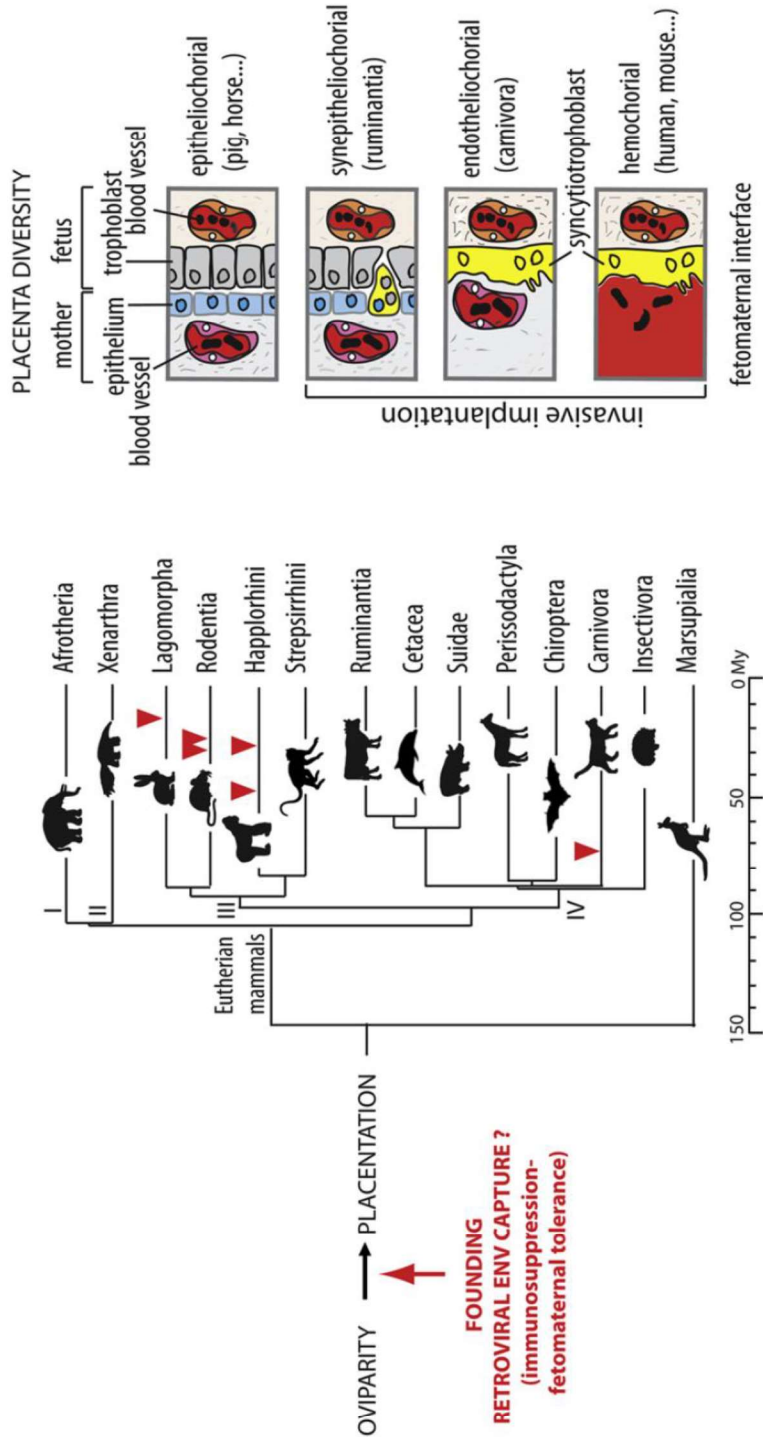 OVIPARITY
PLACENTATION
FOUNDING
RETROVIRAL ENV CAPTURE ?
(immunosuppression-
fetomaternal tolerance)
Eutherian
mammals
I
II
III
IV
Afrotheria
Xenarthra
Lagomorpha
Rodentia
Happlorhini
Strepsirrhini
Ruminantia
Cetacea
Suidae
Perissodactyla
Chiroptera
Carnivora
Insectivora
Marsupialia
150
100
50
0 My
PLACENTA DIVERSITY
mother
fetus
blood vessel
epithelium
trophoblast
blood vessel
epitheliochorial
(pig, horse...)
synepitheliochorial
(ruminantia)
endotheliochorial
(carnivora)
syncytiotrophoblast
hemochorial
(human, mouse...)
invasive implantation
fetomaternal interface